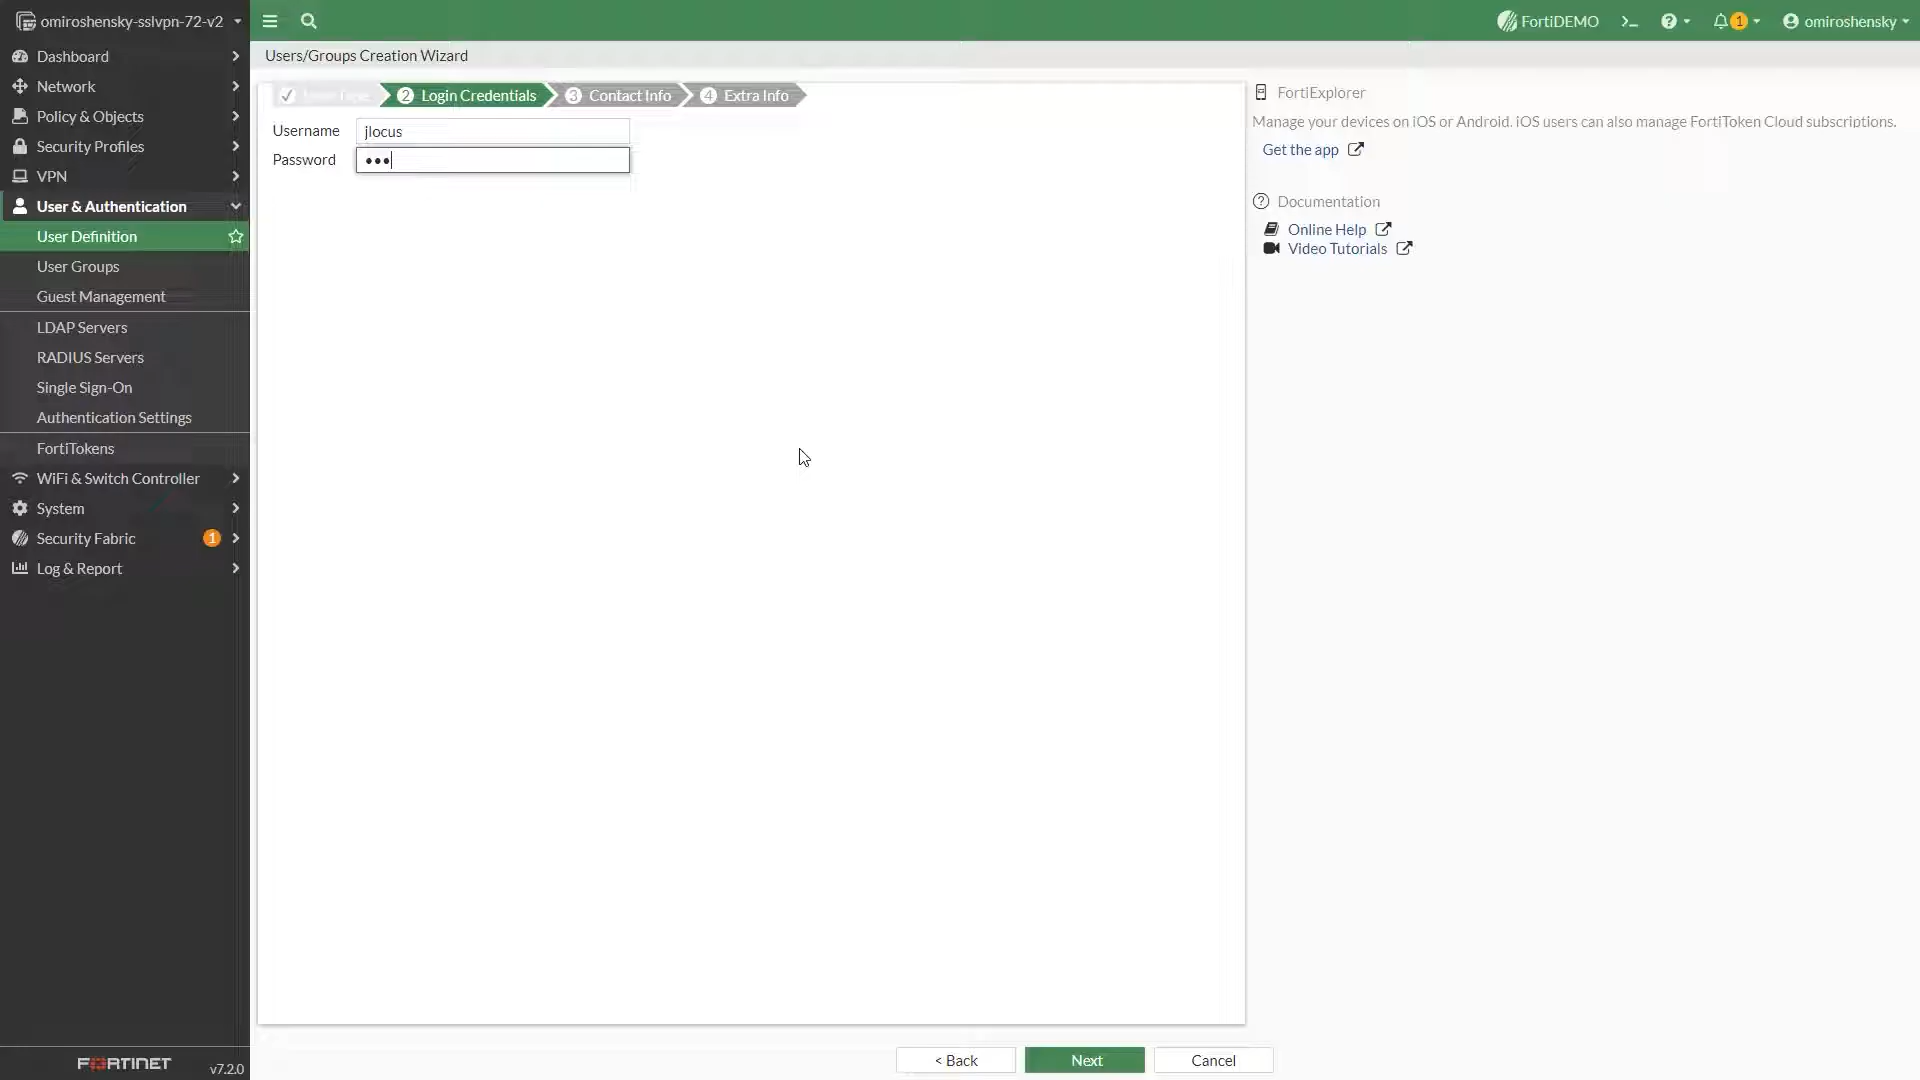 omiroshensky-sslvpn-72-v2
FortiDEMO
1
omiroshensky
Dashboard
Network
Policy & Objects
Security Profiles
VPN
User & Authentication
User Definition
User Groups
Guest Management
LDAP Servers
RADIUS Servers
Single Sign-On
Authentication Settings
FortiTokens
WiFi & Switch Controller
System
Security Fabric 1
Log & Report
FORTINET v7.2.0
Users/Groups Creation Wizard
2 Login Credentials
3 Contact Info
4 Extra Info
Username jlocus
Password •••
< Back
Next
Cancel
FortiExplorer
Manage your devices on iOS or Android. iOS users can also manage FortiToken Cloud subscriptions.
Get the app
Documentation
Online Help
Video Tutorials